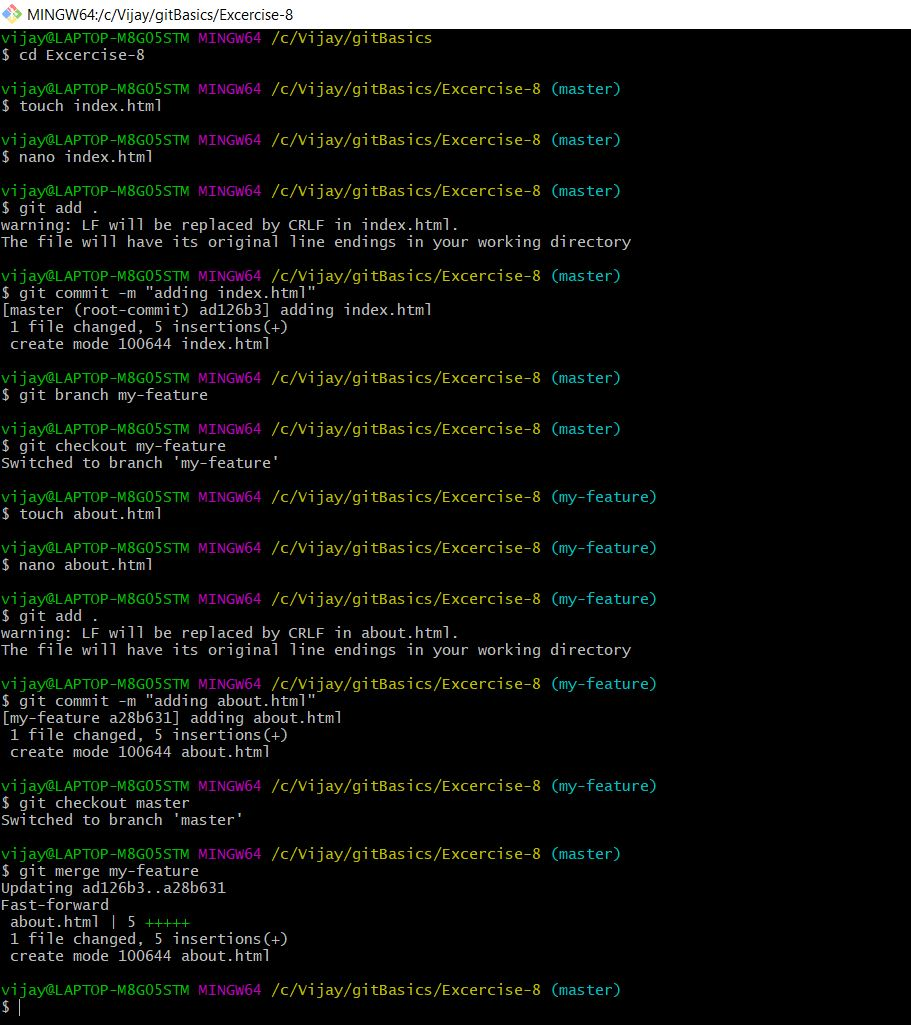 MINGW64:/c/Vijay/gitBasics/Excercise-8
vijay@LAPTOP-M8GO5STM MINGW64 /c/Vijay/gitBasics
$ cd Excercise-8
vijay@LAPTOP-M8GO5STM MINGW64 /c/Vijay/gitBasics/Excercise-8 (master)
$ touch index.html
vijay@LAPTOP-M8GO5STM MINGW64 /c/Vijay/gitBasics/Excercise-8 (master)
$ nano index.html
vijay@LAPTOP-M8GO5STM MINGW64 /c/Vijay/gitBasics/Excercise-8 (master)
$ git add .
warning: LF will be replaced by CRLF in index.html.
The file will have its original line endings in your working directory
vijay@LAPTOP-M8GO5STM MINGW64 /c/Vijay/gitBasics/Excercise-8 (master)
$ git commit -m "adding index.html"
[master (root-commit) ad126b3] adding index.html
 1 file changed, 5 insertions(+)
 create mode 100644 index.html
vijay@LAPTOP-M8GO5STM MINGW64 /c/Vijay/gitBasics/Excercise-8 (master)
$ git branch my-feature
vijay@LAPTOP-M8GO5STM MINGW64 /c/Vijay/gitBasics/Excercise-8 (master)
$ git checkout my-feature
Switched to branch 'my-feature'
vijay@LAPTOP-M8GO5STM MINGW64 /c/Vijay/gitBasics/Excercise-8 (my-feature)
$ touch about.html
vijay@LAPTOP-M8GO5STM MINGW64 /c/Vijay/gitBasics/Excercise-8 (my-feature)
$ nano about.html
vijay@LAPTOP-M8GO5STM MINGW64 /c/Vijay/gitBasics/Excercise-8 (my-feature)
$ git add .
warning: LF will be replaced by CRLF in about.html.
The file will have its original line endings in your working directory
vijay@LAPTOP-M8GO5STM MINGW64 /c/Vijay/gitBasics/Excercise-8 (my-feature)
$ git commit -m "adding about.html"
[my-feature a28b631] adding about.html
 1 file changed, 5 insertions(+)
 create mode 100644 about.html
vijay@LAPTOP-M8GO5STM MINGW64 /c/Vijay/gitBasics/Excercise-8 (my-feature)
$ git checkout master
Switched to branch 'master'
vijay@LAPTOP-M8GO5STM MINGW64 /c/Vijay/gitBasics/Excercise-8 (master)
$ git merge my-feature
Updating ad126b3..a28b631
Fast-forward
 about.html | 5 +++++
 1 file changed, 5 insertions(+)
 create mode 100644 about.html
vijay@LAPTOP-M8GO5STM MINGW64 /c/Vijay/gitBasics/Excercise-8 (master)
$